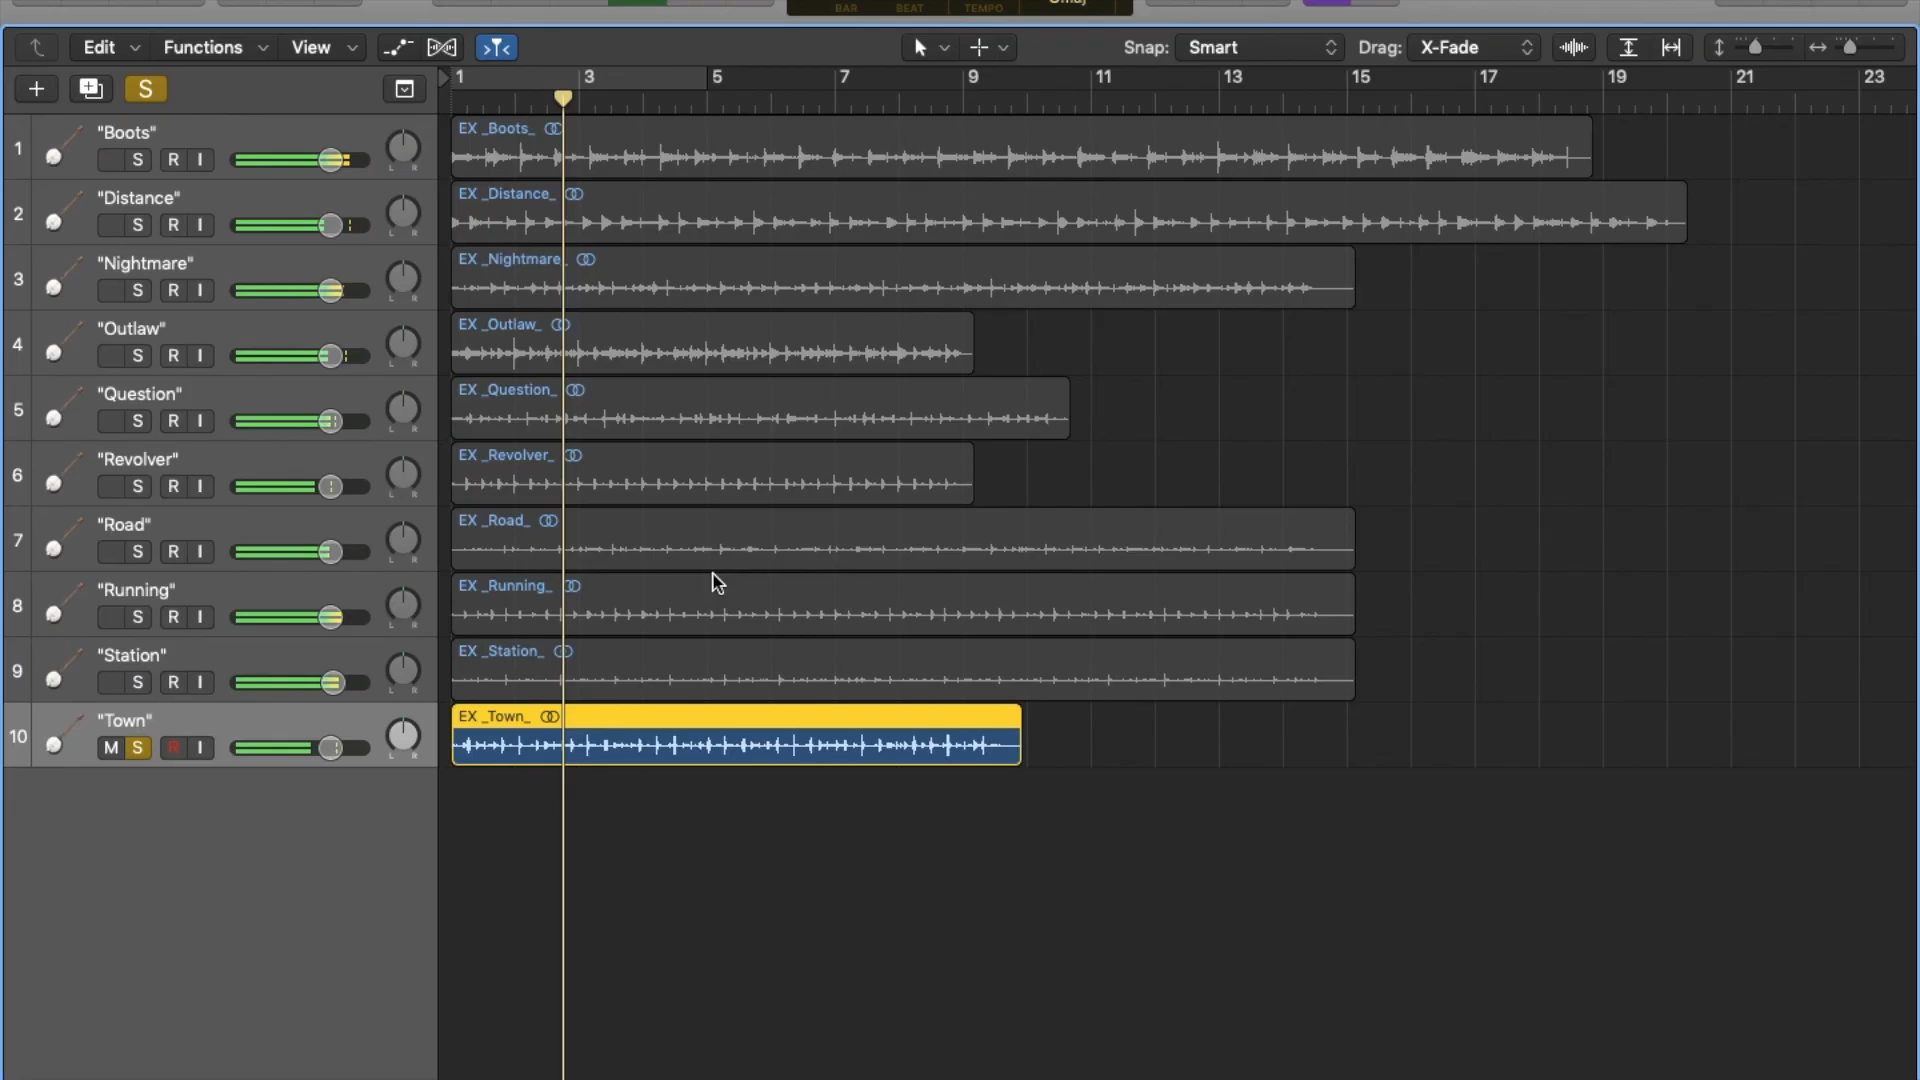 BAR BEAT TEMPO
Edit Functions View Snap: Smart Drag: X-Fade
S
1 3 5 7 9 11 13 15 17 19 21 23
1 "Boots" S R I L R EX _Boots_
2 "Distance" S R I L R EX _Distance_
3 "Nightmare" S R I L R EX _Nightmare_
4 "Outlaw" S R I L R EX _Outlaw_
5 "Question" S R I L R EX _Question_
6 "Revolver" S R I L R EX _Revolver_
7 "Road" S R I L R EX _Road_
8 "Running" S R I L R EX _Running_
9 "Station" S R I L R EX _Station_
10 "Town" M S R I L R EX _Town_